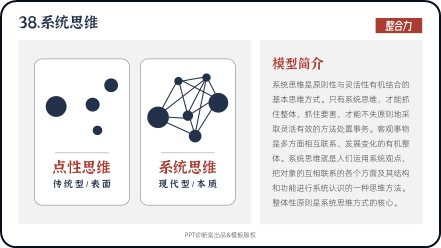 38.系统思维
整合力
点性思维
传统型/表面
系统思维
现代型/本质
模型简介
系统思维是原则性与灵活性有机结合的
基本思维方式。只有系统思维，才能抓
住整体，抓住要害，才能不失原则地采
取灵活有效的方法处置事务。客观事物
是多方面相互联系、发展变化的有机整
体。系统思维就是人们运用系统观点，
把对象的互相联系的各个方面及其结构
和功能进行系统认识的一种思维方法。
整体性原则是系统思维方式的核心。
PPT诊断室出品&模板版权